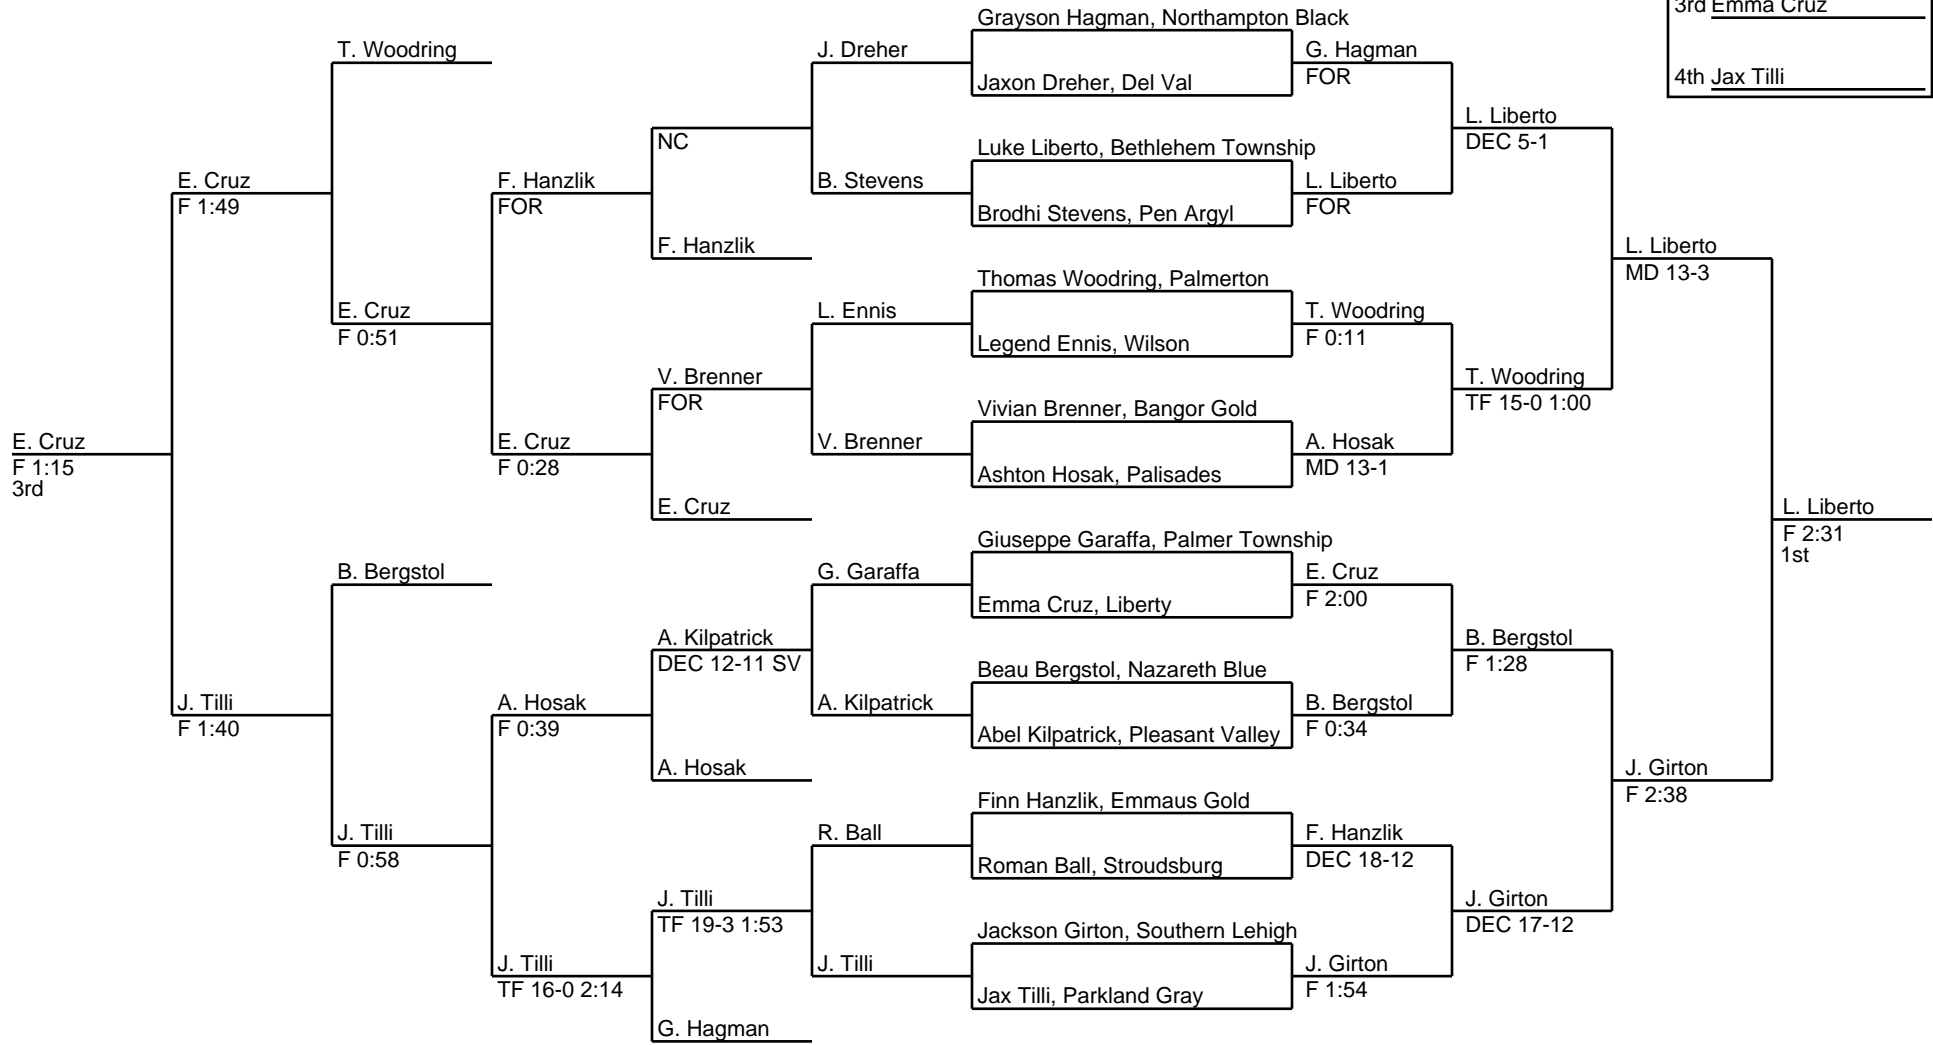 3rd Emma Cruz
4th Jax Tilli
Grayson Hagman, Northampton Black
T. Woodring
J. Dreher
G. Hagman
FOR
Jaxon Dreher, Del Val
L. Liberto
DEC 5-1
NC
Luke Liberto, Bethlehem Township
E. Cruz
F 1:49
F. Hanzlik
FOR
B. Stevens
L. Liberto
FOR
Brodhi Stevens, Pen Argyl
F. Hanzlik
L. Liberto
MD 13-3
Thomas Woodring, Palmerton
E. Cruz
F 0:51
L. Ennis
T. Woodring
F 0:11
Legend Ennis, Wilson
V. Brenner
FOR
T. Woodring
TF 15-0 1:00
Vivian Brenner, Bangor Gold
E. Cruz
F 1:15
3rd
E. Cruz
F 0:28
V. Brenner
A. Hosak
MD 13-1
Ashton Hosak, Palisades
E. Cruz
L. Liberto
F 2:31
1st
Giuseppe Garaffa, Palmer Township
B. Bergstol
G. Garaffa
E. Cruz
F 2:00
Emma Cruz, Liberty
A. Kilpatrick
DEC 12-11 SV
B. Bergstol
F 1:28
Beau Bergstol, Nazareth Blue
J. Tilli
F 1:40
A. Hosak
F 0:39
A. Kilpatrick
B. Bergstol
F 0:34
Abel Kilpatrick, Pleasant Valley
A. Hosak
J. Girton
F 2:38
Finn Hanzlik, Emmaus Gold
J. Tilli
F 0:58
R. Ball
F. Hanzlik
DEC 18-12
Roman Ball, Stroudsburg
J. Tilli
TF 19-3 1:53
J. Girton
DEC 17-12
Jackson Girton, Southern Lehigh
J. Tilli
TF 16-0 2:14
J. Tilli
J. Girton
F 1:54
Jax Tilli, Parkland Gray
G. Hagman